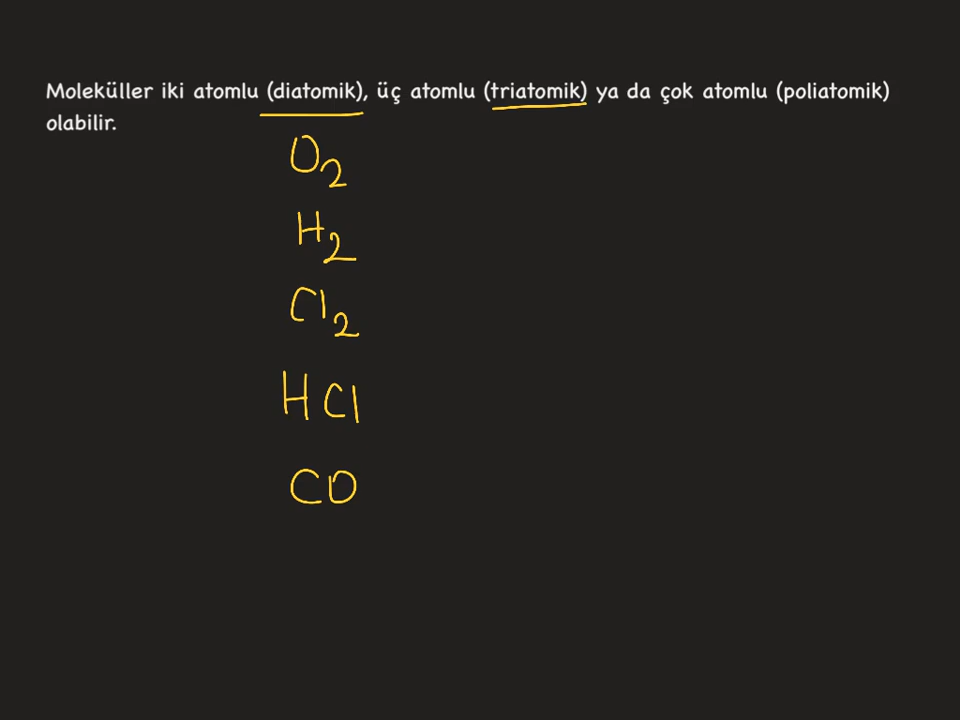 Moleküller iki atomlu (diatomik), üç atomlu (triatomik) ya da çok atomlu (poliatomik)
olabilir.
O2
H2
Cl2
HCl
CO